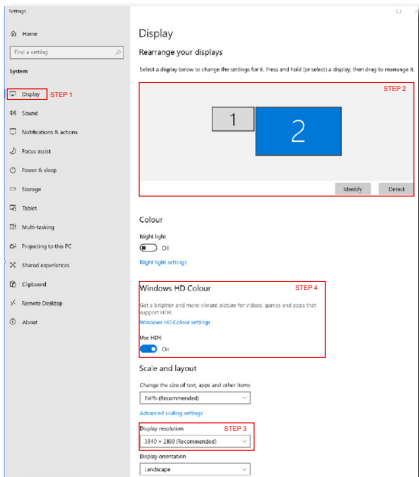 Settings
Home
Find a setting
System
Display STEP 1
Sound
Notifications & actions
Focus assist
Power & sleep
Storage
Tablet
Multi-tasking
Projecting to this PC
Shared experiences
Clipboard
Remote Desktop
About
Display
Rearrange your displays
Select a display below to change the settings for it. Press and hold (or select) a display, then drag to rearrange it.
STEP 2
1
2
Identify Detect
Colour
Night light
Off
Night light settings
Windows HD Colour STEP 4
Get a brighter and more vibrant picture for videos, games and apps that
support HDR.
Windows HD Colour settings
Use HDR
On
Scale and layout
Change the size of text, apps and other items
150% (Recommended)
Advanced scaling settings
Display resolution STEP 3
3840 × 2160 (Recommended)
Display orientation
Landscape